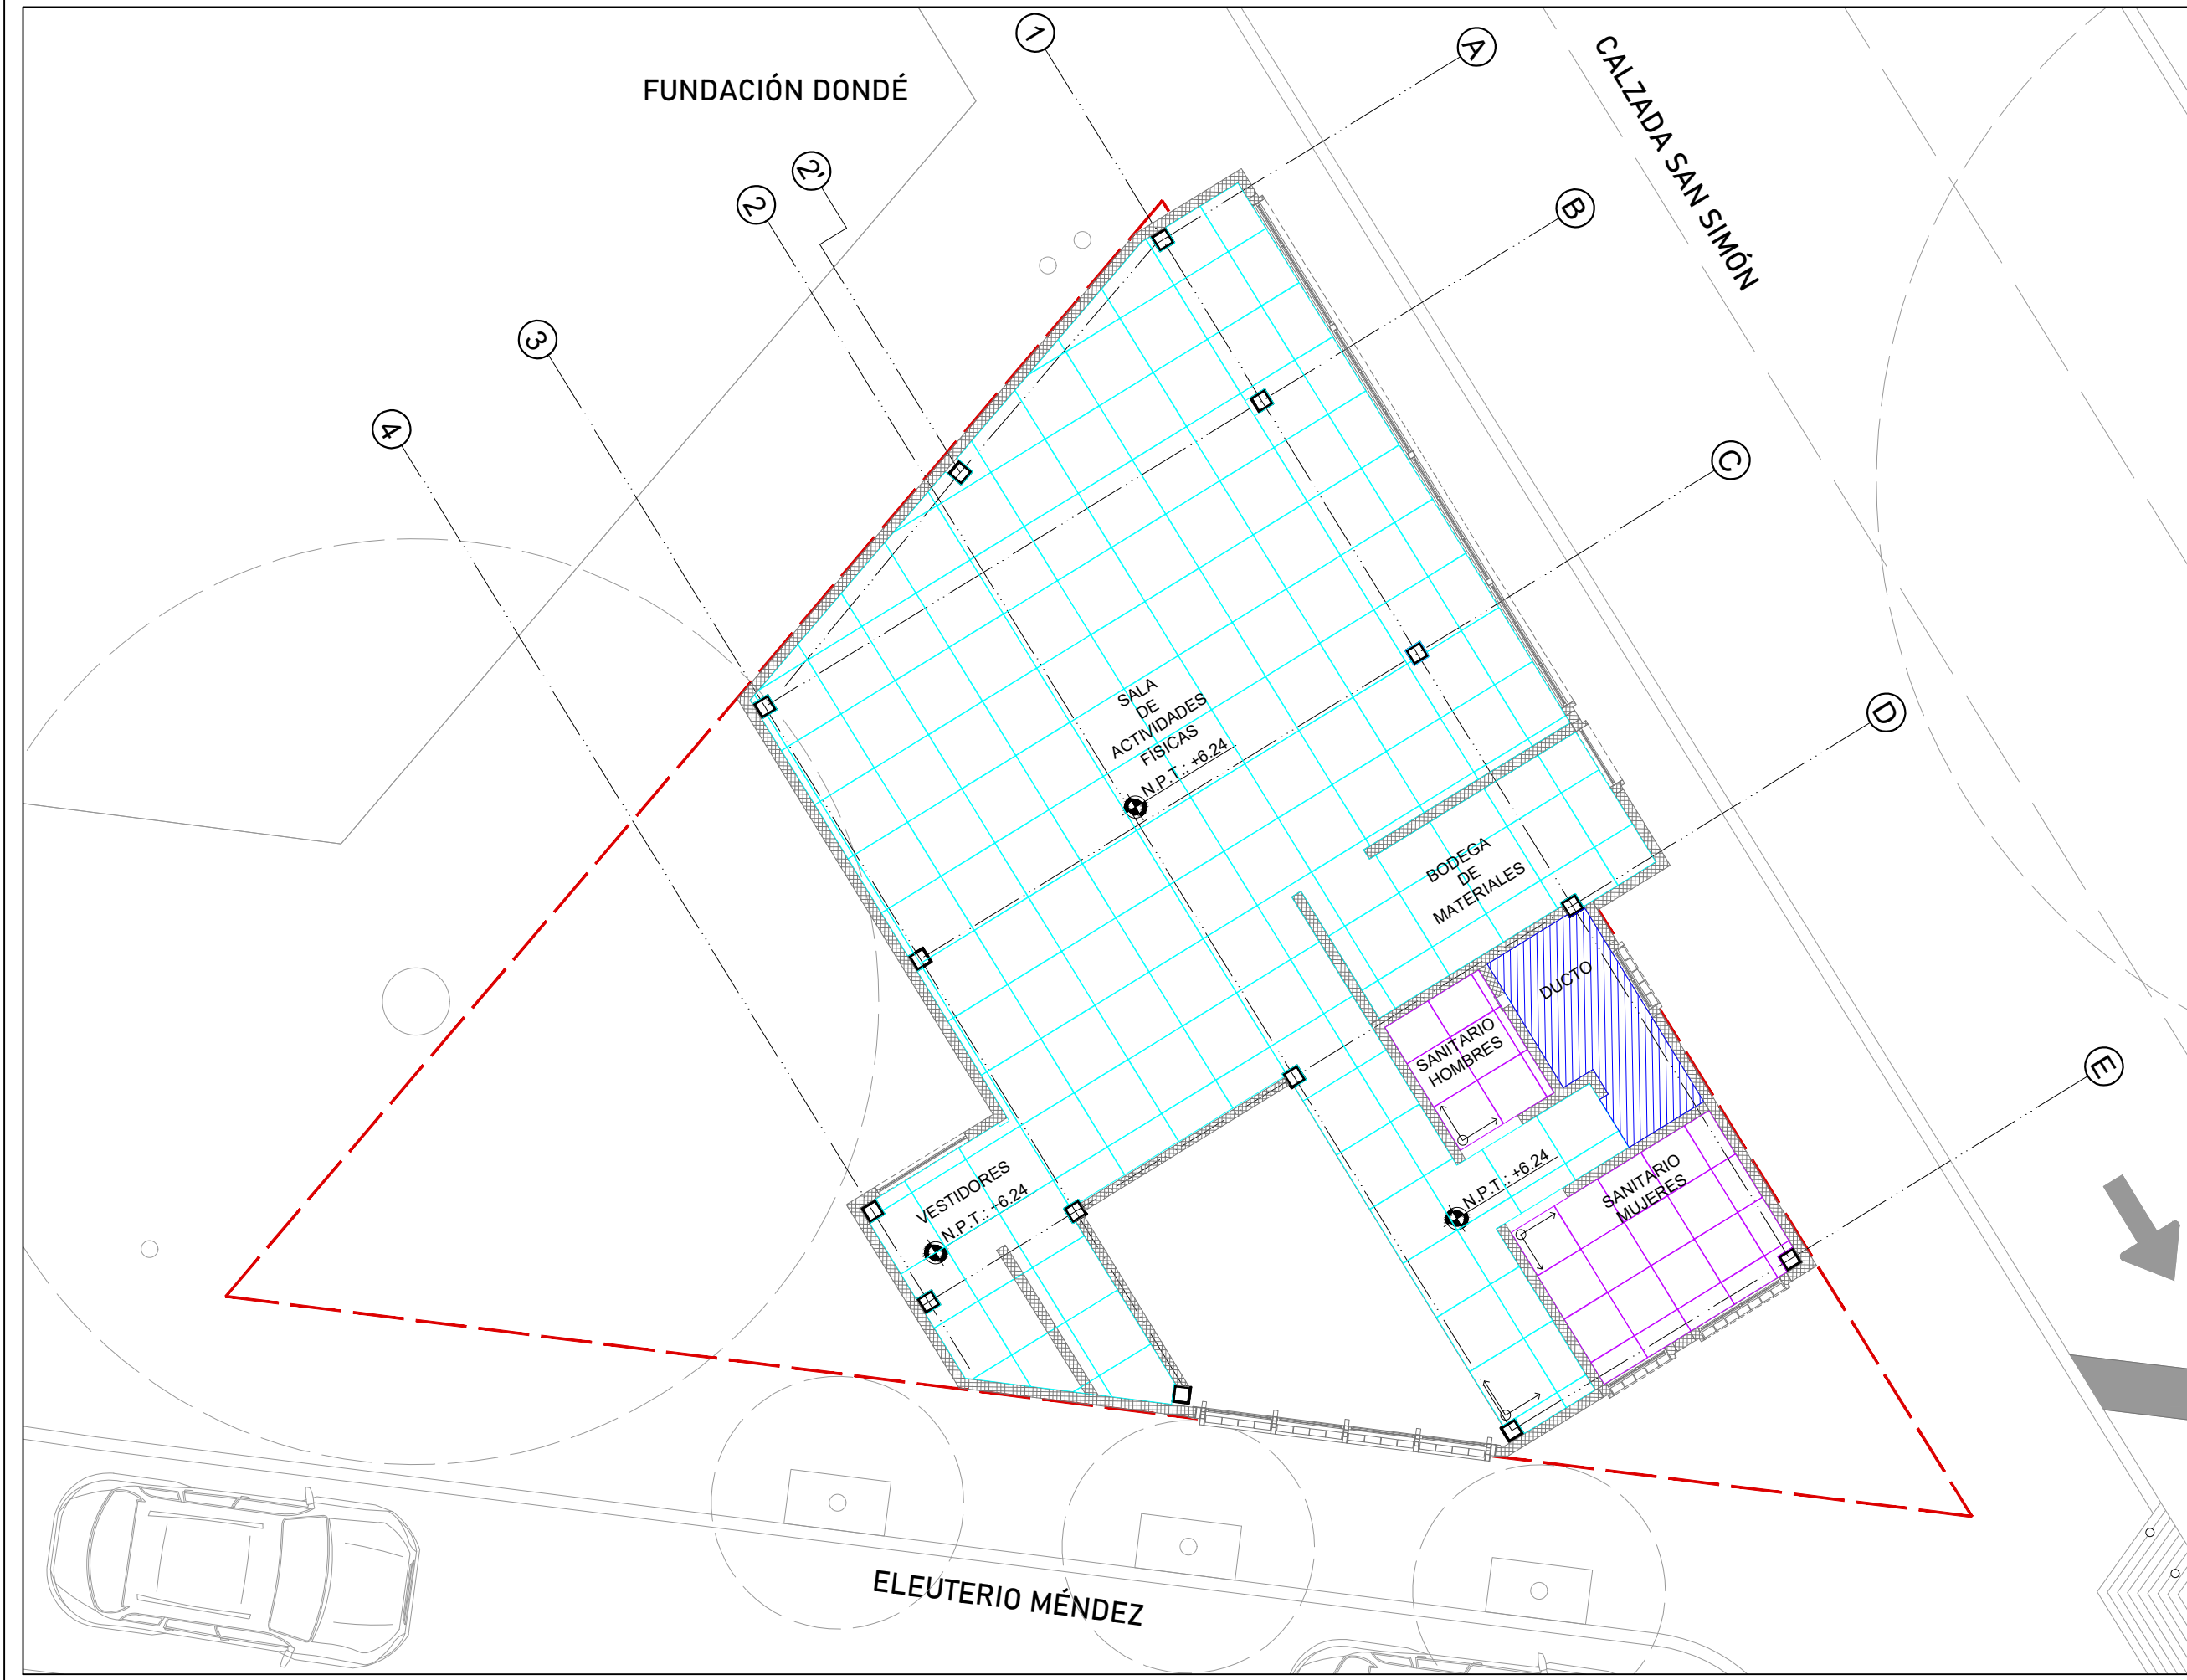 1
A
FUNDACIÓN DONDÉ
CALZADA SAN SIMÓN
2'
2
B
3
4
C
SALA
DE
ACTIVIDADES
FÍSICAS
N.P.T.: +6.24
D
BODEGA
DE
MATERIALES
DUCTO
SANITARIO
HOMBRES
E
VESTIDORES
N.P.T.: +6.24
N.P.T.: +6.24
SANITARIO
MUJERES
ELEUTERIO MÉNDEZ